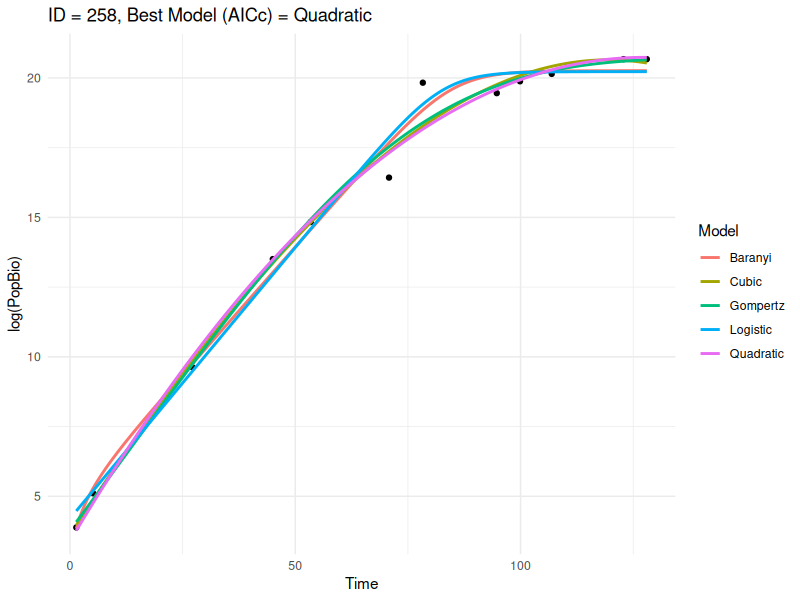 ID = 258, Best Model (AICc) = Quadratic
20
15
10
5
log(PopBio)
0
50
100
Time
Model
Baranyi
Cubic
Gompertz
Logistic
Quadratic